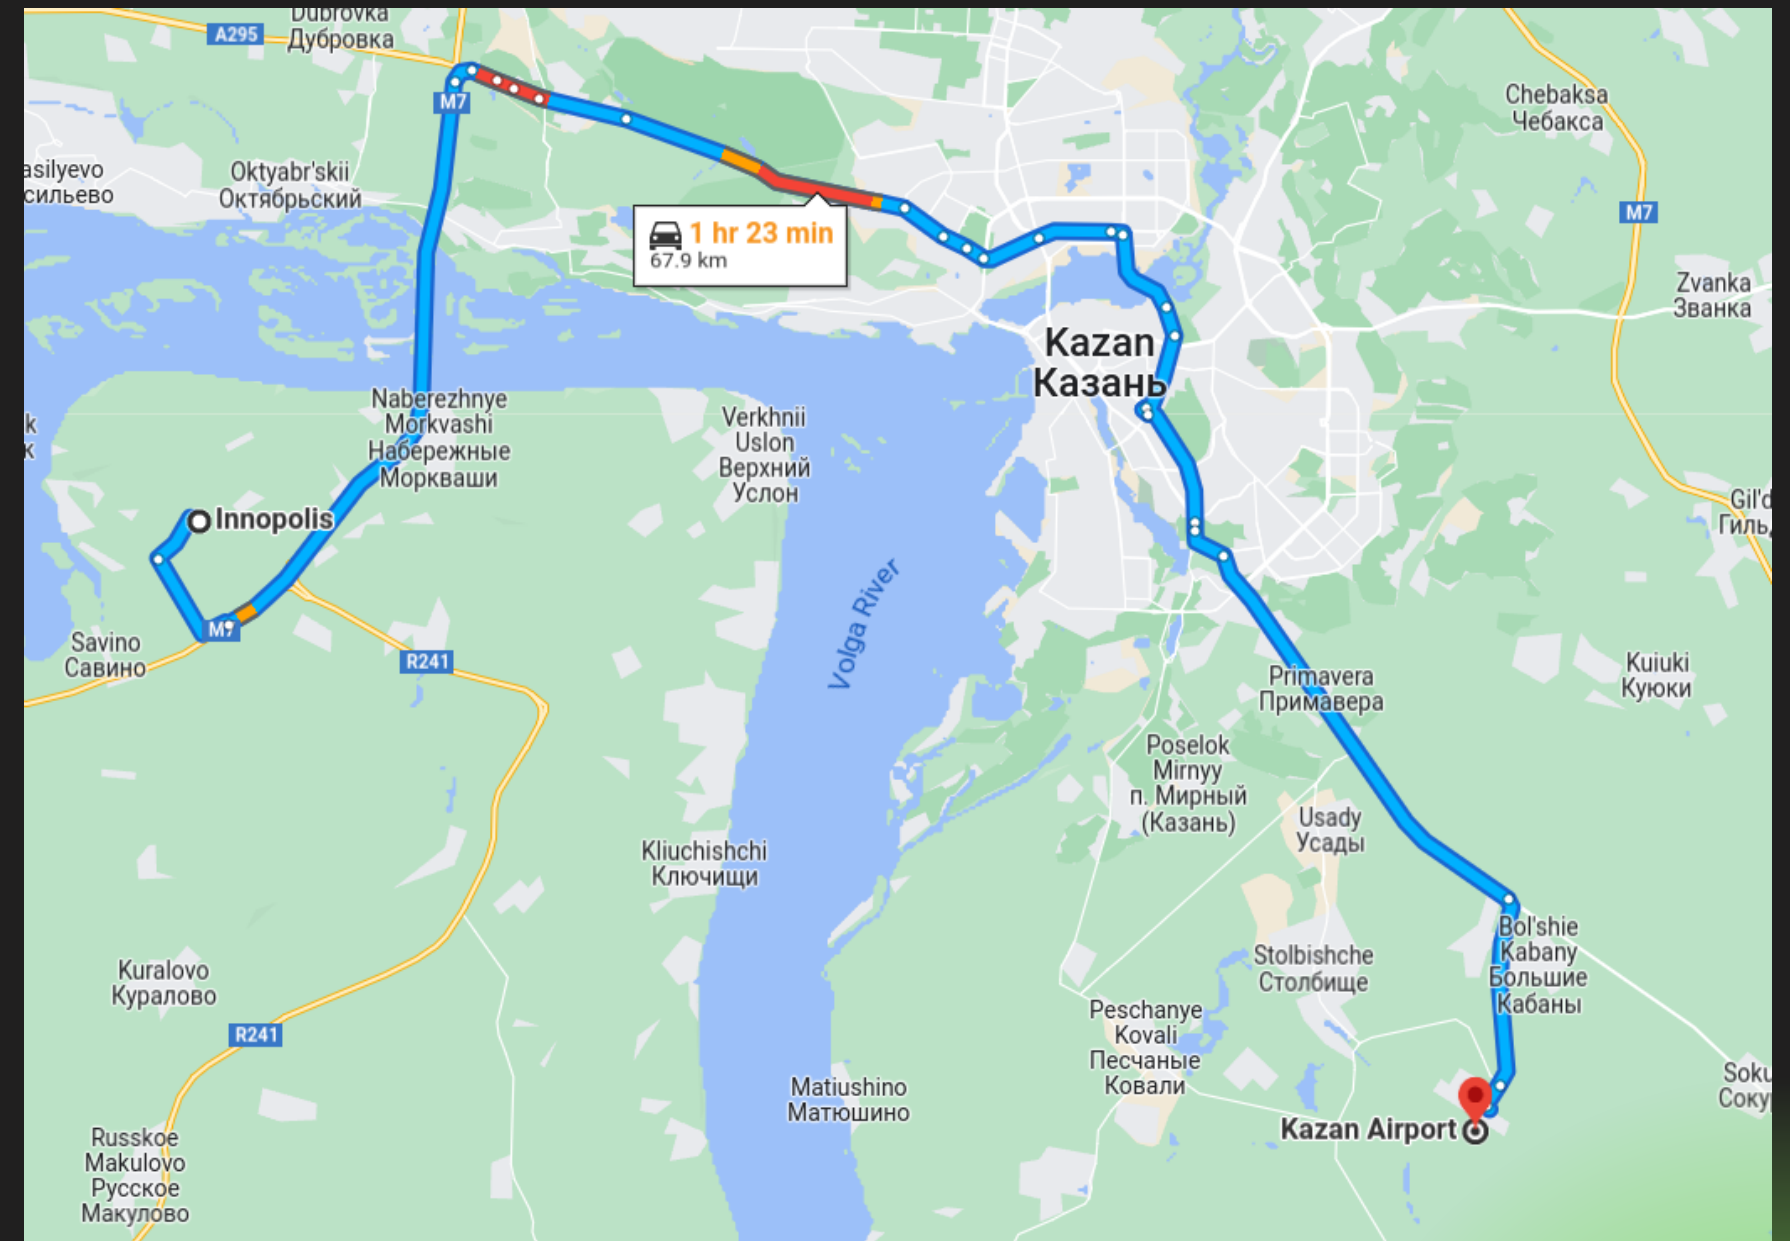 Dubrovka
Дубровка
A295
M7
Chebaksa
Чебакса
asilyevo
сильево
Oktyabr'skii
Октябрьский
M7
1 hr 23 min
67.9 km
Zvanka
Званка
Kazan
Казань
Naberezhnye
Morkvashi
Набережные
Моркваши
k
к
Verkhnii
Uslon
Верхний
Услон
Innopolis
Gil'd
Гиль
Volga River
M7
Savino
Савино
R241
Primavera
Примавера
Kuiuki
Куюки
Poselok
Mirnyy
п. Мирный
(Казань)
Usady
Усады
Kliuchishchi
Ключищи
Bol'shie
Kabany
Большие
Кабаны
Stolbishche
Столбище
Kuralovo
Куралово
R241
Peschanye
Kovali
Песчаные
Ковали
Matiushino
Матюшино
Soku
Соку
Kazan Airport
Russkoe
Makulovo
Русское
Макулово